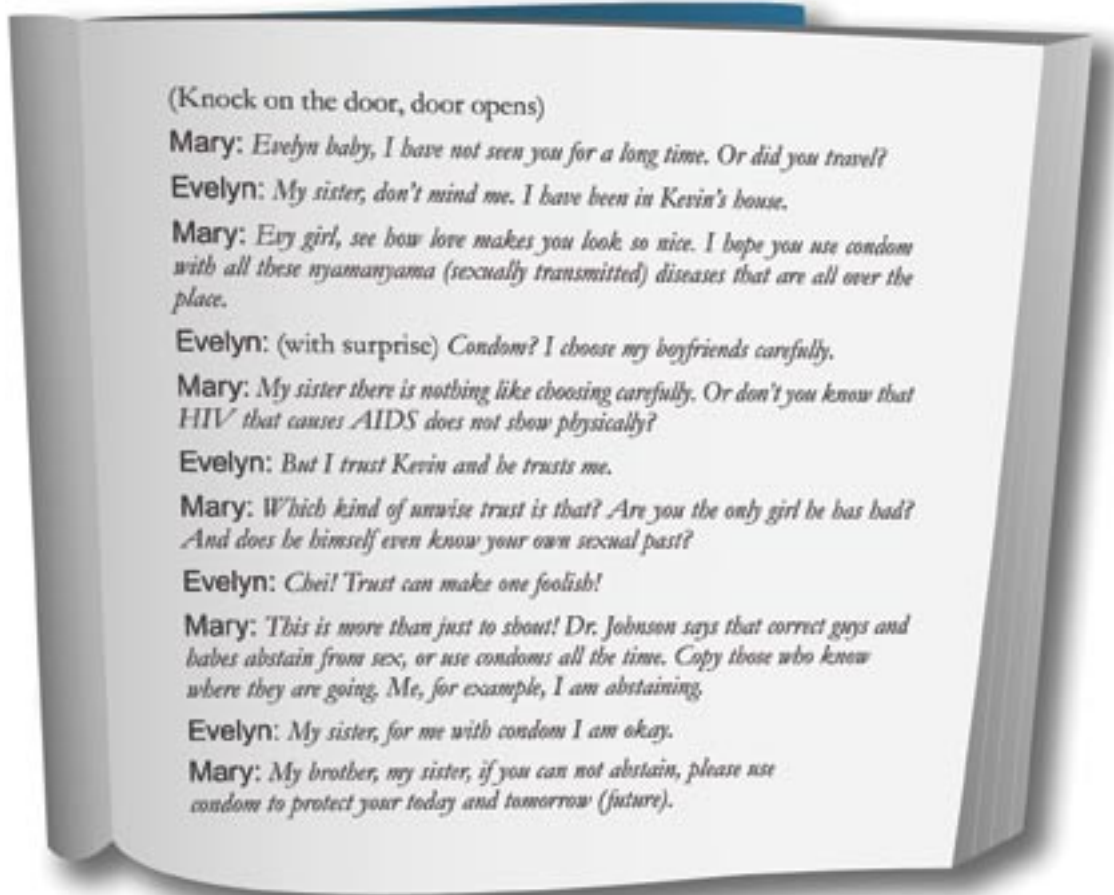 (Knock on the door, door opens)
Mary: Evelyn baby, I have not seen you for a long time. Or did you travel?
Evelyn: My sister, don't mind me. I have been in Kevin's house.
Mary: Evy girl, see how love makes you look so nice. I hope you use condom
with all these nyamanyama (sexually transmitted) diseases that are all over the
place.
Evelyn: (with surprise) Condom? I choose my boyfriends carefully.
Mary: My sister there is nothing like choosing carefully. Or don't you know that
HIV that causes AIDS does not show physically?
Evelyn: But I trust Kevin and he trusts me.
Mary: Which kind of unwise trust is that? Are you the only girl he has had?
And does he himself even know your own sexual past?
Evelyn: Chei! Trust can make one foolish!
Mary: This is more than just to shout! Dr. Johnson says that correct guys and
babes abstain from sex, or use condoms all the time. Copy those who know
where they are going. Me, for example, I am abstaining.
Evelyn: My sister, for me with condom I am okay.
Mary: My brother, my sister, if you can not abstain, please use
condom to protect your today and tomorrow (future).